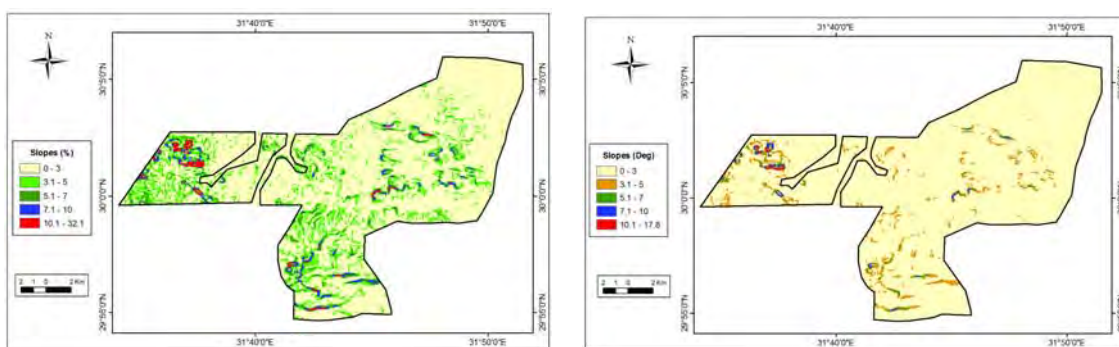 31°40'0"E 31°50'0"E
N
30°5'0"N
30°0'0"N
29°55'0"N
Slopes (%)
0 - 3
3.1 - 5
5.1 - 7
7.1 - 10
10.1 - 32.1
2 1 0 2 Km
31°40'0"E 31°50'0"E
31°40'0"E 31°50'0"E
N
30°5'0"N
30°0'0"N
29°55'0"N
Slopes (Deg)
0 - 3
3.1 - 5
5.1 - 7
7.1 - 10
10.1 - 17.8
2 1 0 2 Km
31°40'0"E 31°50'0"E